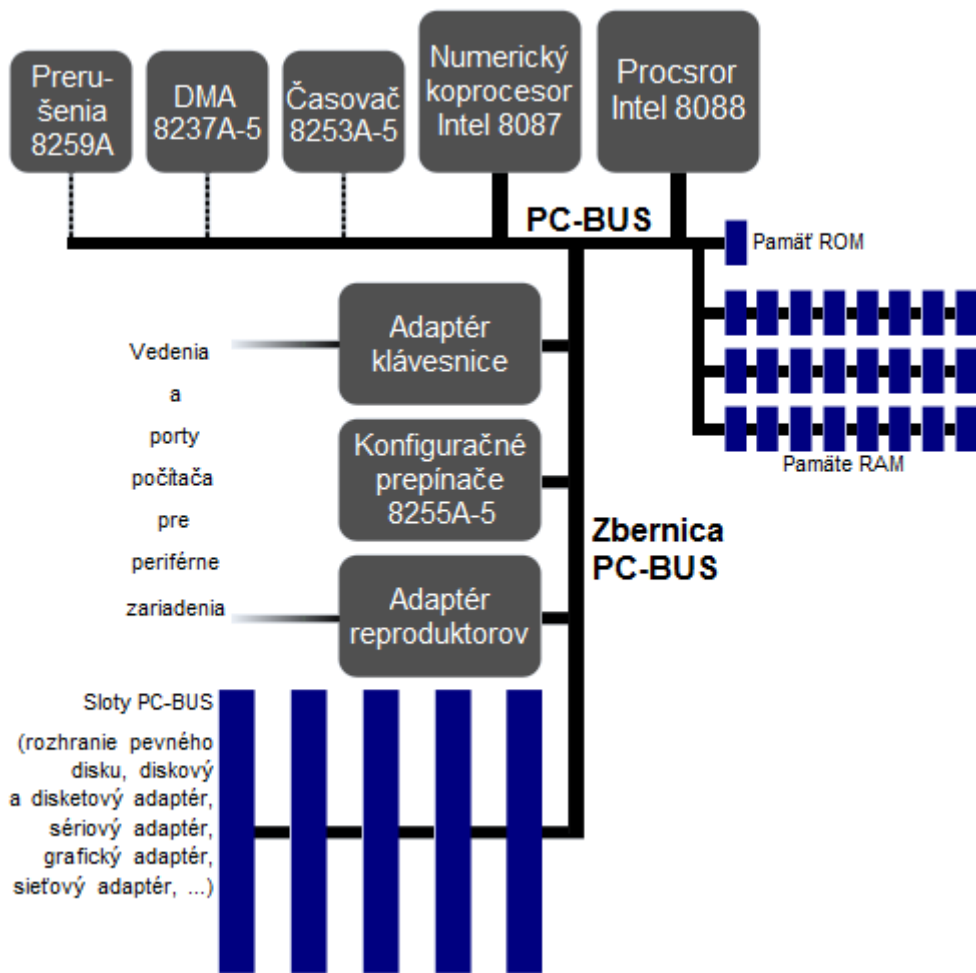 Preru-
šenia
8259A
DMA
8237A-5
Časovač
8253A-5
Numerický
koprocesor
Intel 8087
Procsror
Intel 8088
PC-BUS
Pamäť ROM
Pamäte RAM
Adaptér
klávesnice
Vedenia
a
porty
počítača
pre
periférne
zariadenia
Konfiguračné
prepínače
8255A-5
Zbernica
PC-BUS
Adaptér
reproduktorov
Sloty PC-BUS
(rozhranie pevného
disku, diskový
a disketový adaptér,
sériový adaptér,
grafický adaptér,
sieťový adaptér, ...)